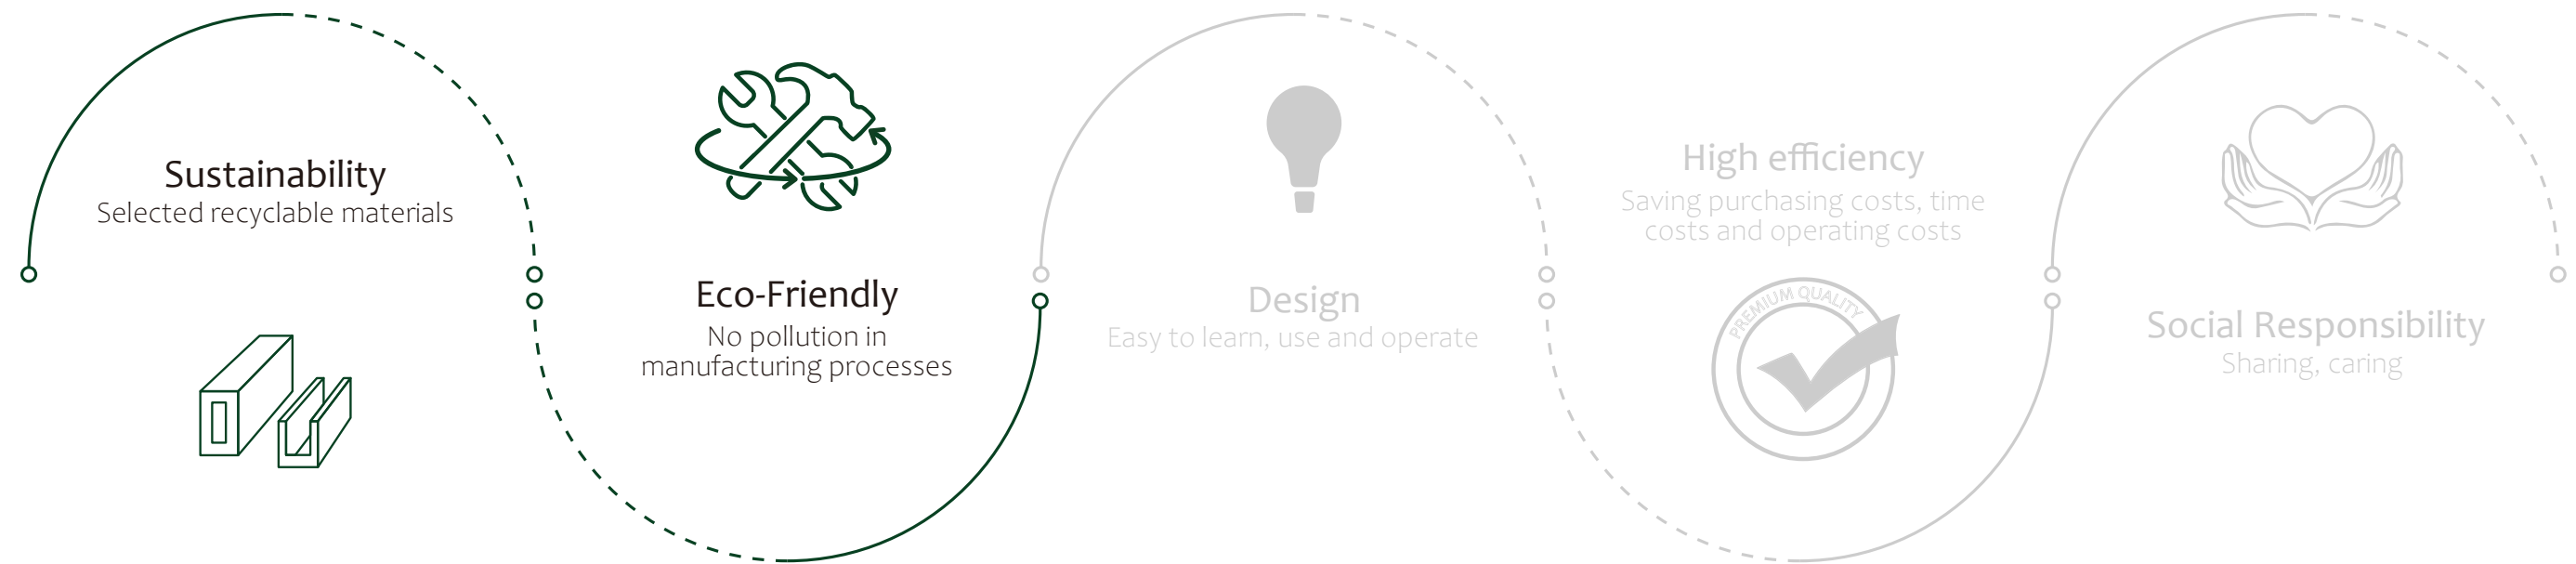 Sustainability
Selected recyclable materials
Eco-Friendly
No pollution in
manufacturing processes
Design
Easy to learn, use and operate
High efficiency
Saving purchasing costs, time
costs and operating costs
PREMIUM QUALITY
Social Responsibility
Sharing, caring